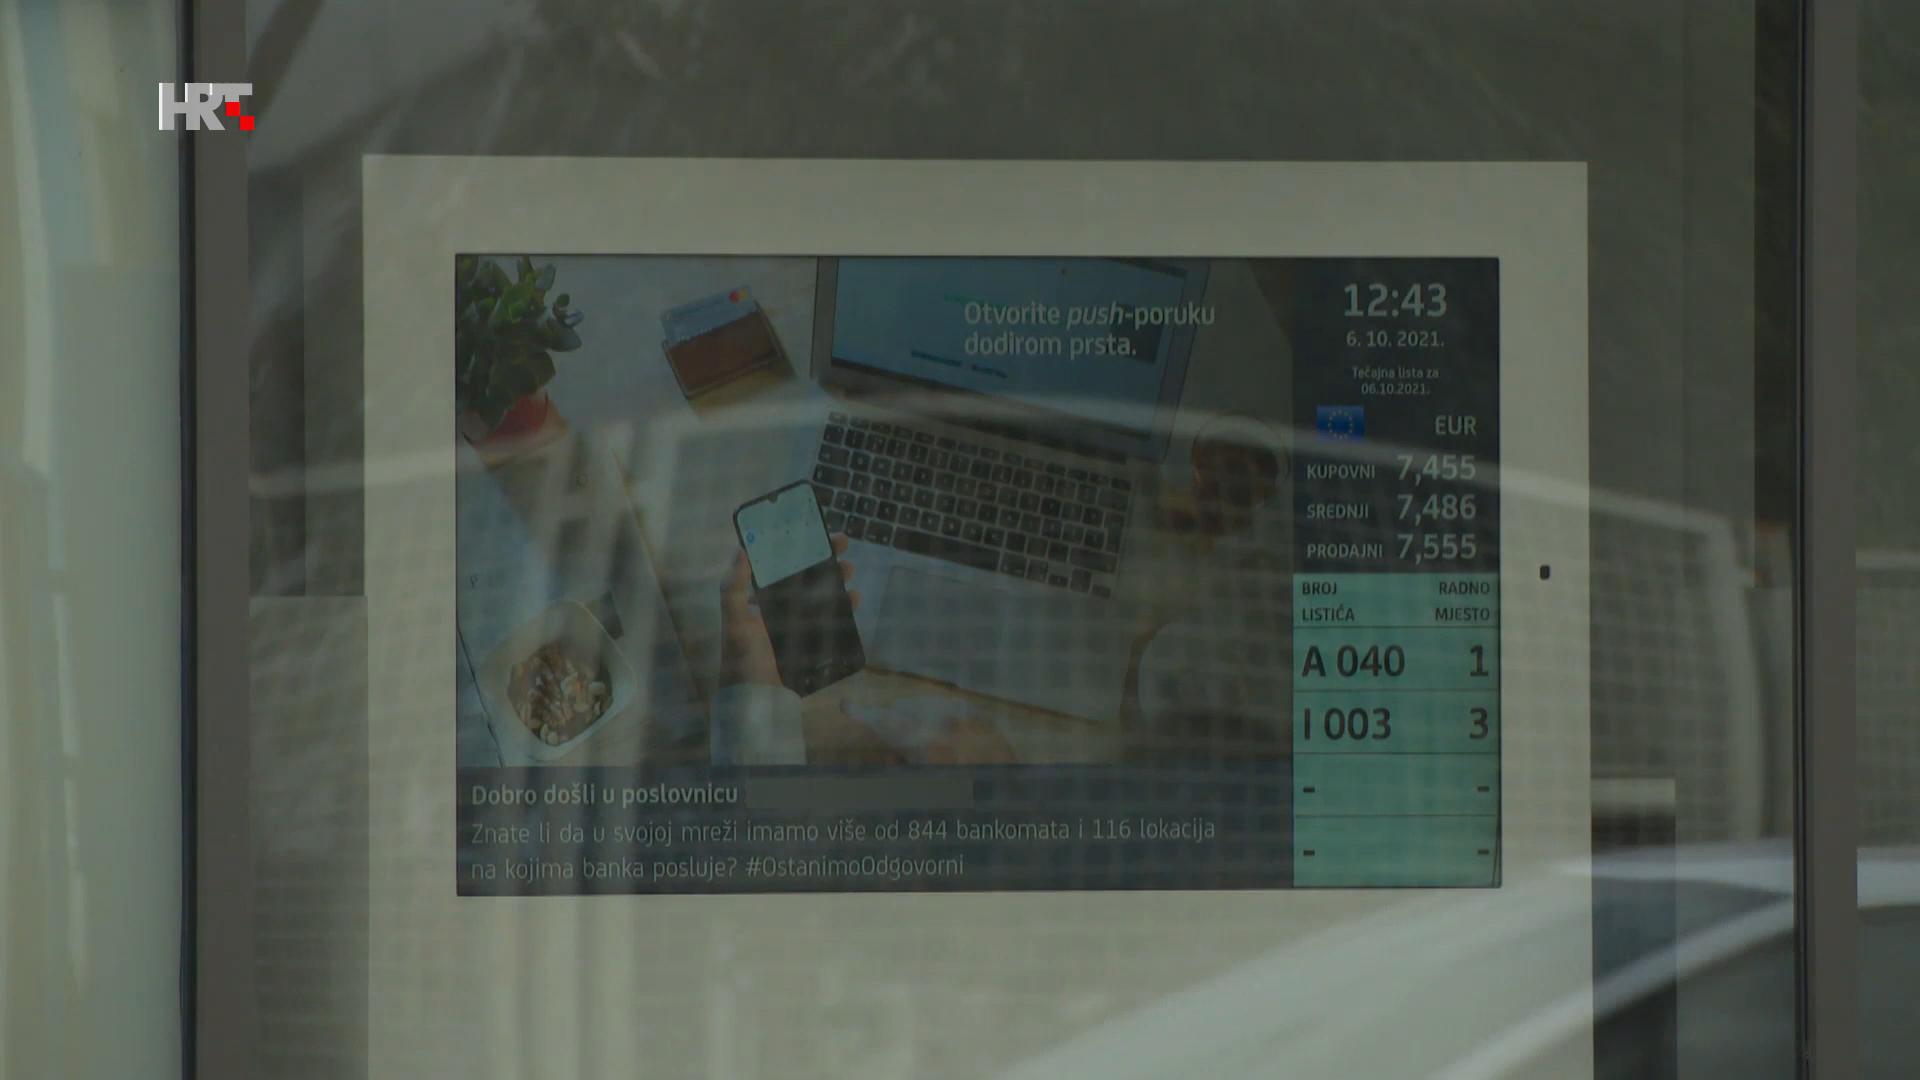 HRT
Otvorite push-poruku
dodirom prsta.
12:43
6. 10. 2021.
Tečajna lista za
06.10.2021.
EUR
KUPOVNI 7,455
SREDNJI 7,486
PRODAJNI 7,555
BROJ RADNO
LISTIĆA MJESTO
A 040 1
I 003 3
- -
- -
Dobro došli u poslovnicu
Znate li da u svojoj mreži imamo više od 844 bankomata i 116 lokacija
na kojima banka posluje? #OstanimoOdgovorni